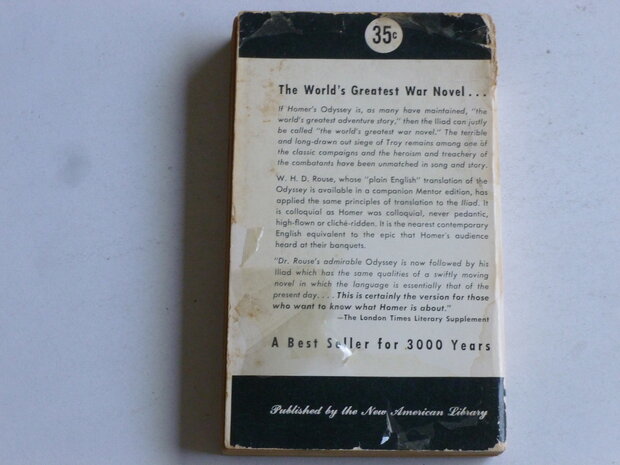 35c
The World's Greatest War Novel...
If Homer's Odyssey is, as many have maintained, "the
world's greatest adventure story," then the Iliad can justly
be called "the world's greatest war novel." The terrible
and long-drawn out siege of Troy remains among one of
the classic campaigns and the heroism and treachery of
the combatants have been unmatched in song and story.
W. H. D. Rouse, whose "plain English" translation of the
Odyssey is available in a companion Mentor edition, has
applied the same principles of translation to the Iliad. It
is colloquial as Homer was colloquial, never pedantic,
high-flown or cliché-ridden. It is the nearest contemporary
English equivalent to the epic that Homer's audience
heard at their banquets.
"Dr. Rouse's admirable Odyssey is now followed by his
Iliad which has the same qualities of a swiftly moving
novel in which the language is essentially that of the
present day.... This is certainly the version for those
who want to know what Homer is about."
—The London Times Literary Supplement
A Best Seller for 3000 Years
Published by the New American Library